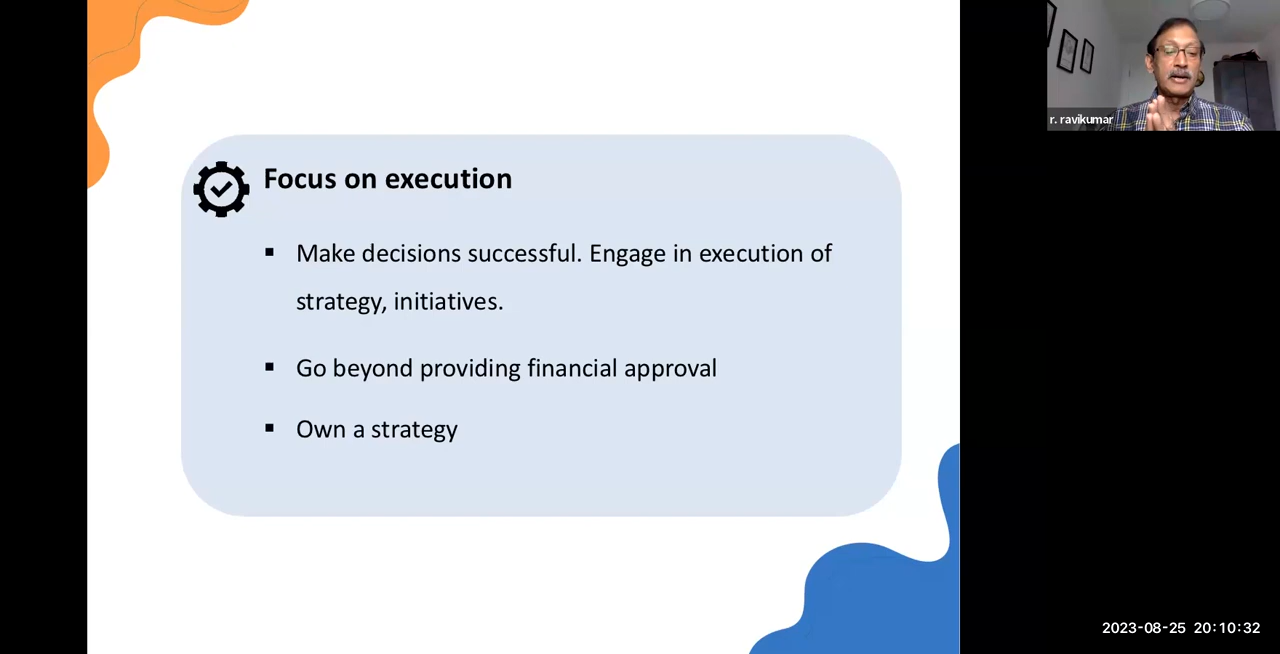 Focus on execution
▪ Make decisions successful. Engage in execution of
strategy, initiatives.
▪ Go beyond providing financial approval
▪ Own a strategy
r. ravikumar
2023-08-25 20:10:32